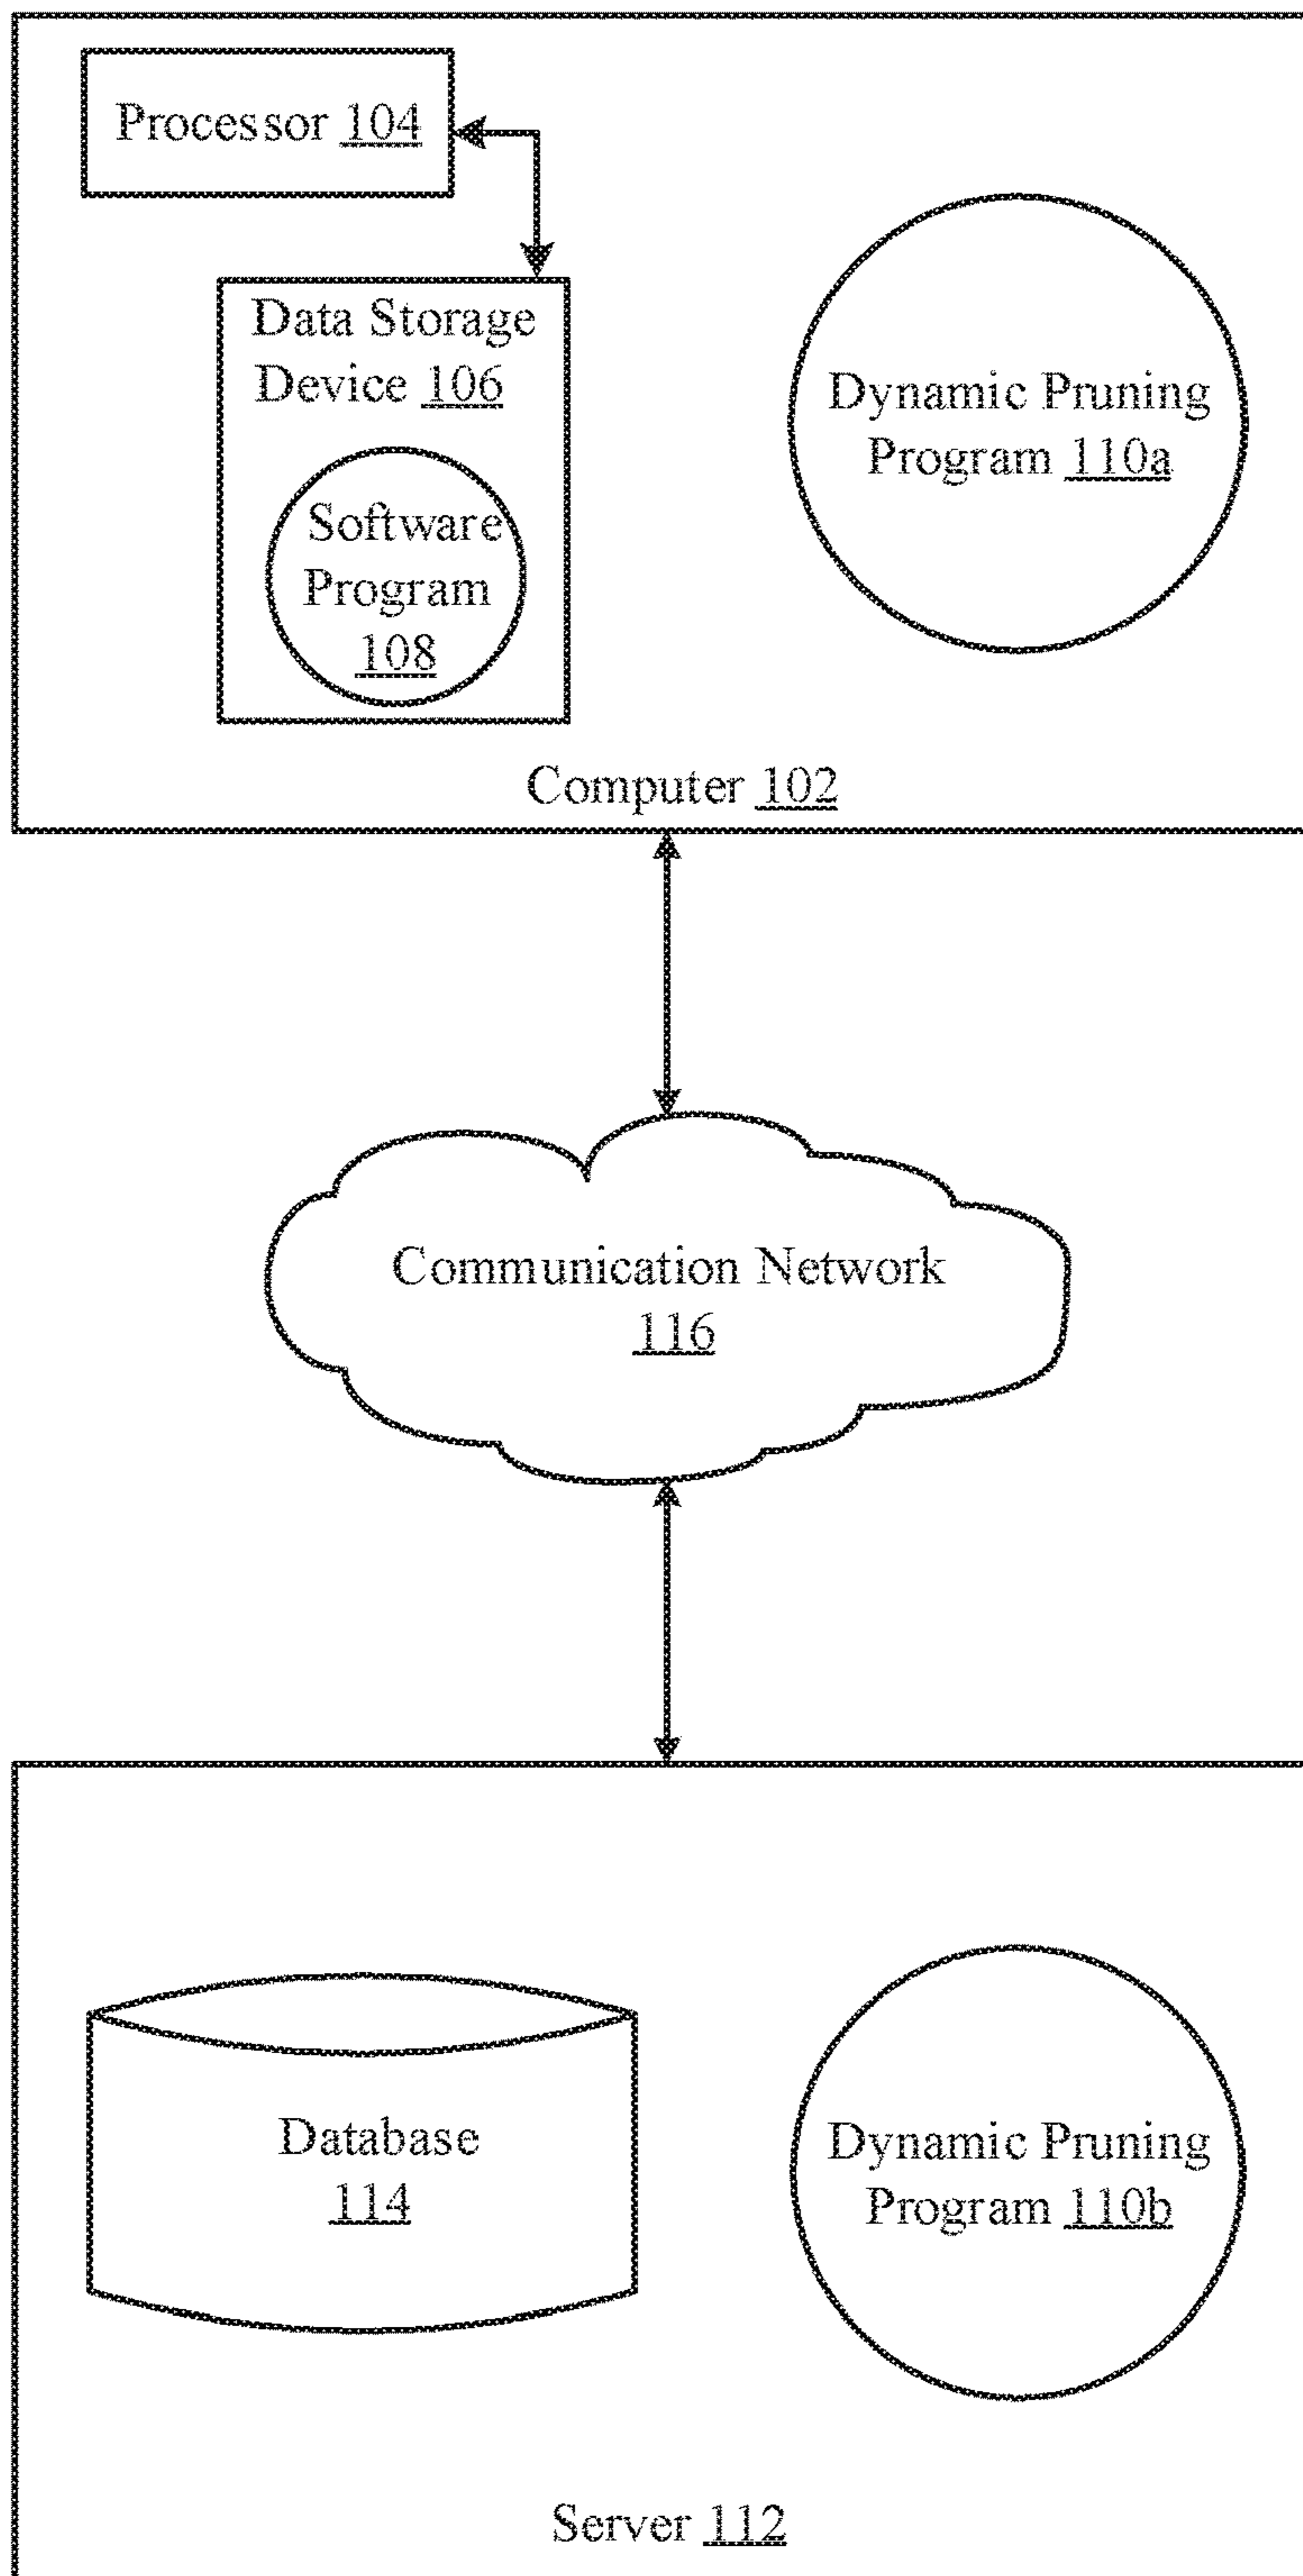 Processor 104
Data Storage
Device 106
Software
Program
108
Dynamic Pruning
Program 110a
Computer 102
Communication Network
116
Database
114
Dynamic Pruning
Program 110b
Server 112